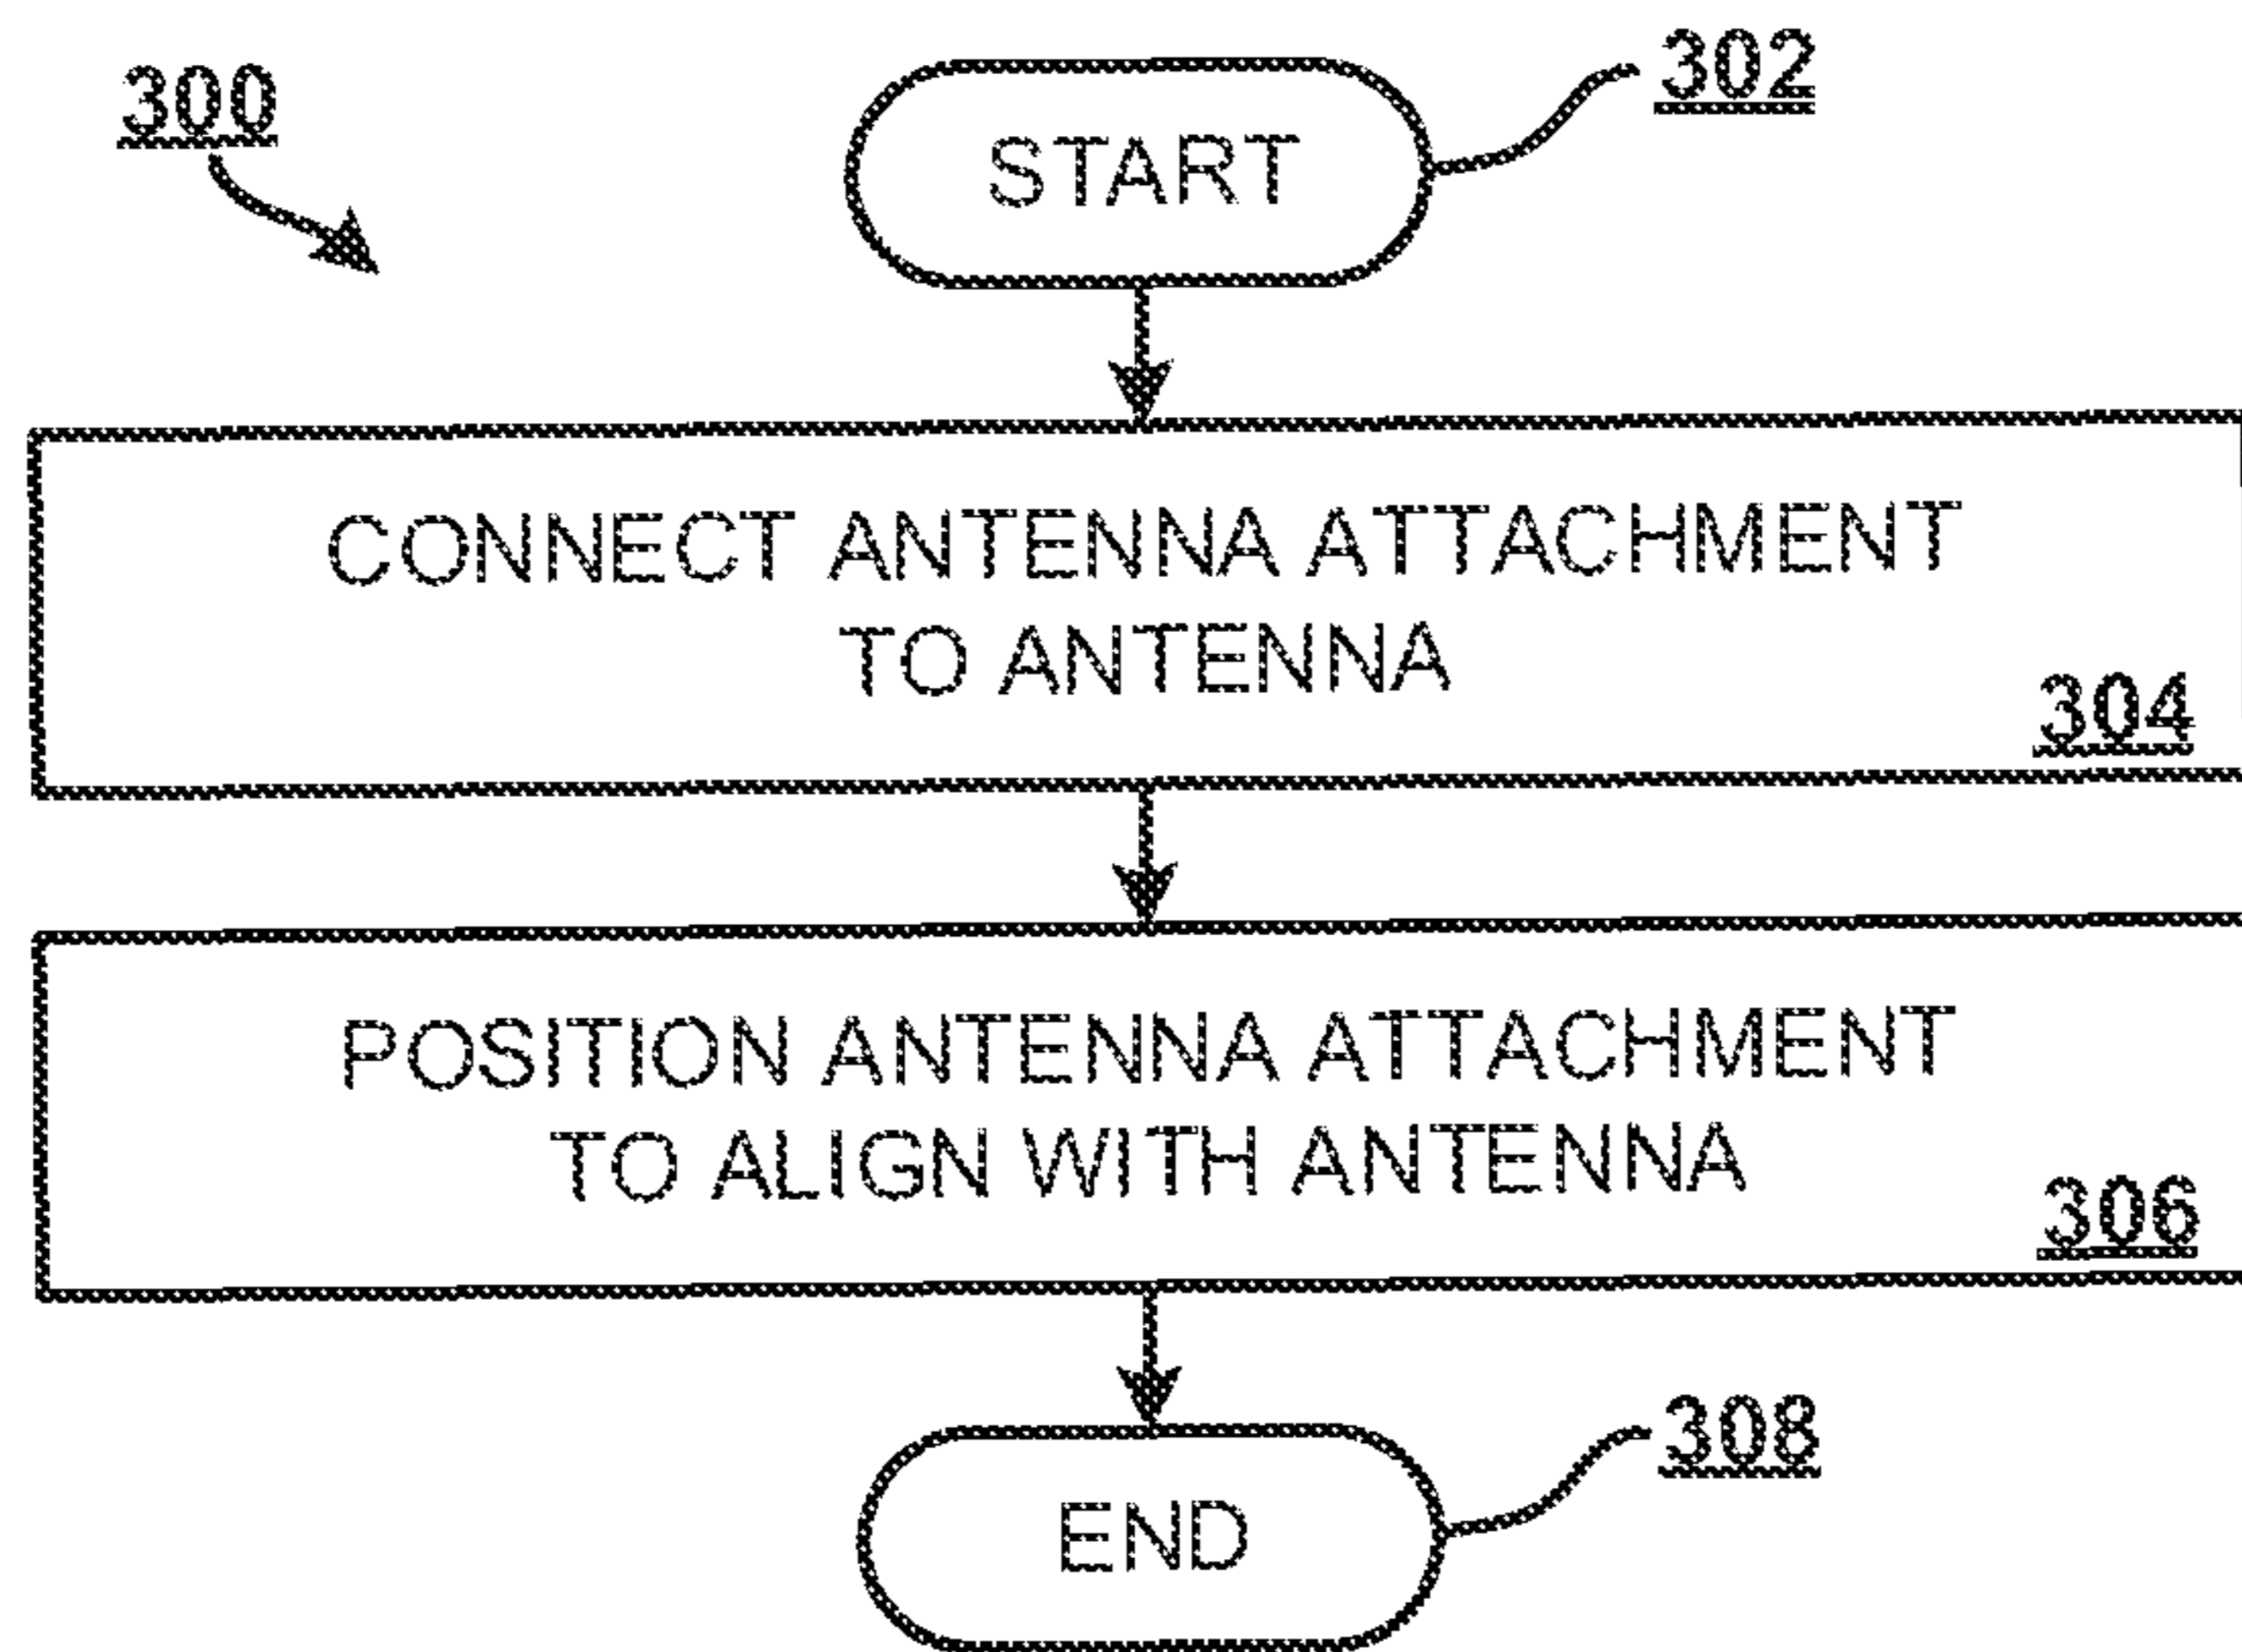 300
302
START
CONNECT ANTENNA ATTACHMENT
TO ANTENNA
304
POSITION ANTENNA ATTACHMENT
TO ALIGN WITH ANTENNA
306
308
END